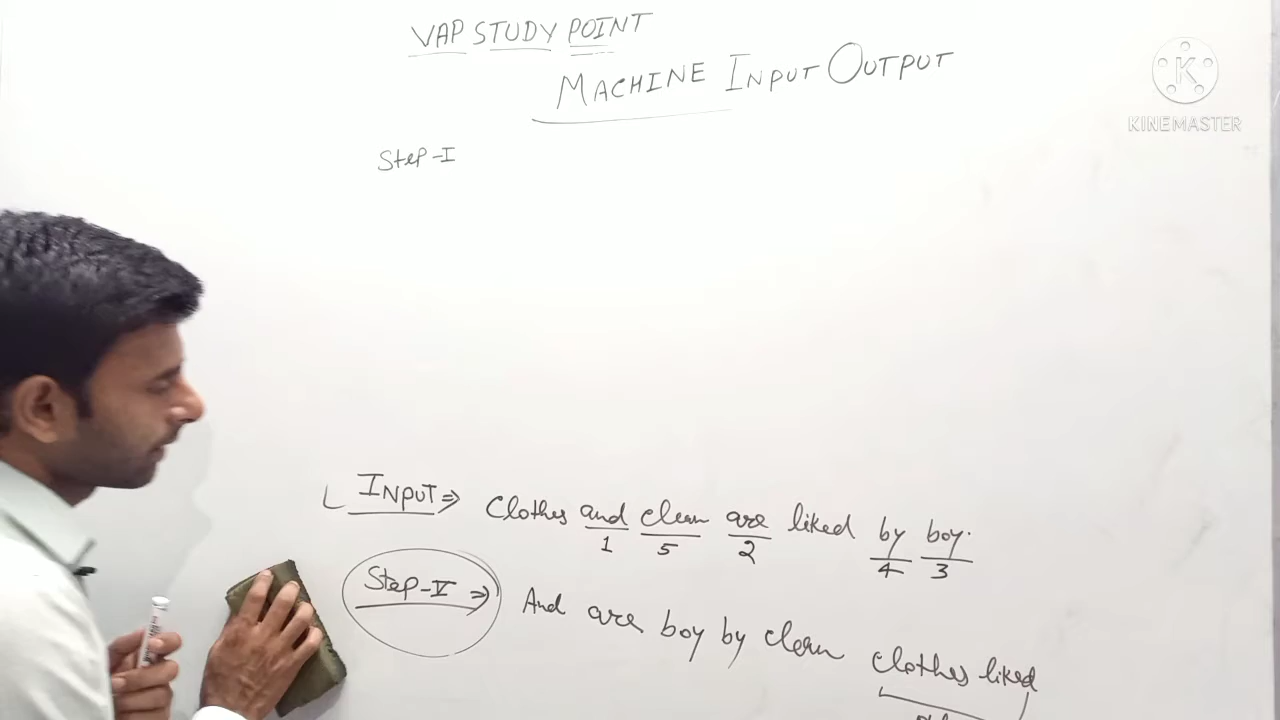 VAP STUDY POINT
MACHINE INPUT OUTPUT
K
KINEMASTER
Step-I
INPUT ⇒ Clothes and clean are liked by boy.
1 5 2 4 3
Step-V ⇒ And are boy by clean clothes liked